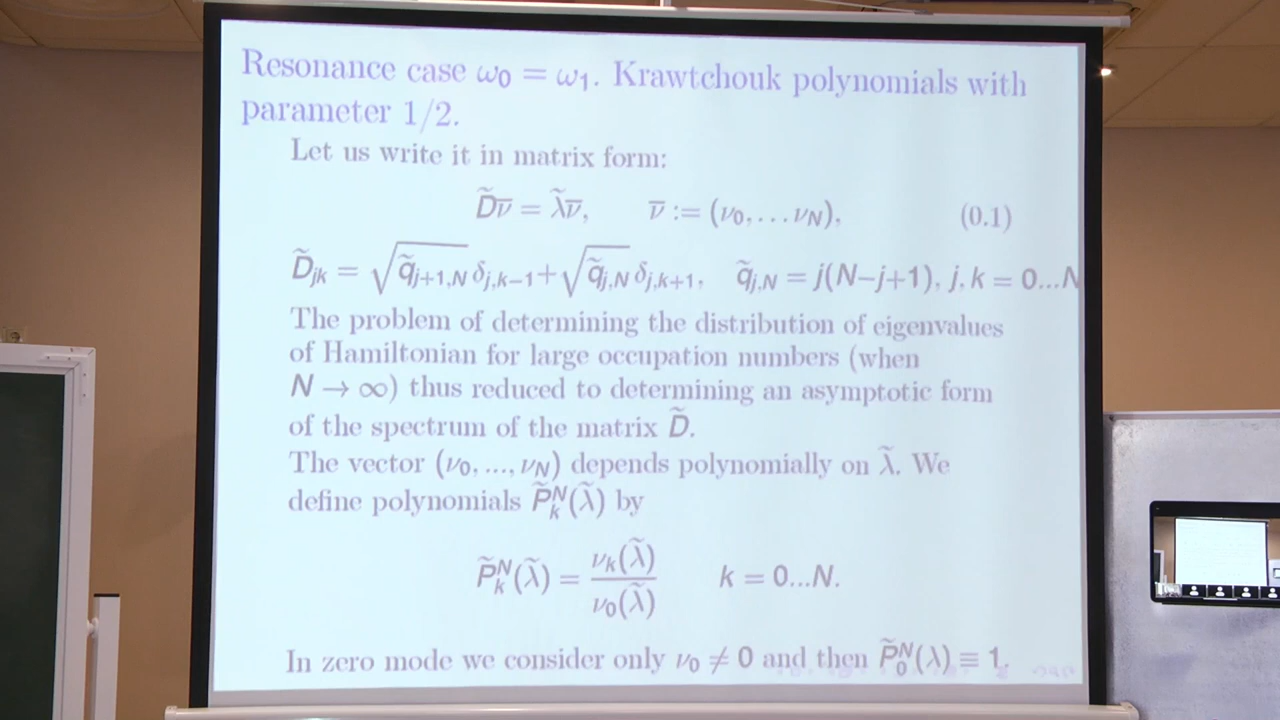 Resonance case ω₀ = ω₁. Krawtchouk polynomials with
parameter 1/2.
Let us write it in matrix form:
D̃ν̅ = λ̃ν̅, ν̅ := (ν₀, … ν_N), (0.1)
D̃_{jk} = √(q̃_{j+1,N}) δ_{j,k−1} + √(q̃_{j,N}) δ_{j,k+1}, q̃_{j,N} = j(N−j+1), j, k = 0...N
The problem of determining the distribution of eigenvalues
of Hamiltonian for large occupation numbers (when
N → ∞) thus reduced to determining an asymptotic form
of the spectrum of the matrix D̃.
The vector (ν₀, ..., ν_N) depends polynomially on λ̃. We
define polynomials P̃_k^N(λ̃) by
P̃_k^N(λ̃) = ν_k(λ̃) / ν₀(λ̃) k = 0...N.
In zero mode we consider only ν₀ ≠ 0 and then P̃₀^N(λ) ≡ 1.